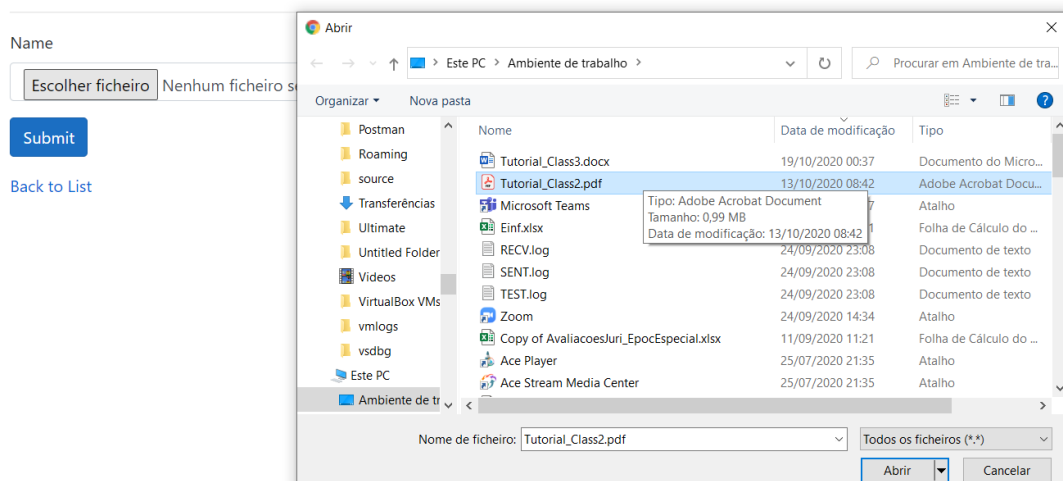 Name
Escolher ficheiro Nenhum ficheiro se
Submit
Back to List
Abrir
Este PC > Ambiente de trabalho >
Procurar em Ambiente de tra...
Organizar Nova pasta
Postman
Roaming
source
Transferências
Ultimate
Untitled Folder
Videos
VirtualBox VMs
vmlogs
vsdbg
Este PC
Ambiente de tr
Nome Data de modificação Tipo
Tutorial_Class3.docx 19/10/2020 00:37 Documento do Micro...
Tutorial_Class2.pdf 13/10/2020 08:42 Adobe Acrobat Docu...
Microsoft Teams 7 Atalho
Einf.xlsx 1 Folha de Cálculo do ...
RECV.log 24/09/2020 23:08 Documento de texto
SENT.log 24/09/2020 23:08 Documento de texto
TEST.log 24/09/2020 23:08 Documento de texto
Zoom 24/09/2020 14:34 Atalho
Copy of AvaliacoesJuri_EpocEspecial.xlsx 11/09/2020 11:21 Folha de Cálculo do ...
Ace Player 25/07/2020 21:35 Atalho
Ace Stream Media Center 25/07/2020 21:35 Atalho
Tipo: Adobe Acrobat Document
Tamanho: 0,99 MB
Data de modificação: 13/10/2020 08:42
Nome de ficheiro: Tutorial_Class2.pdf Todos os ficheiros (*.*)
Abrir Cancelar